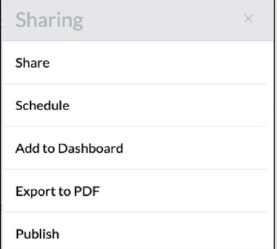 Sharing ×
Share
Schedule
Add to Dashboard
Export to PDF
Publish